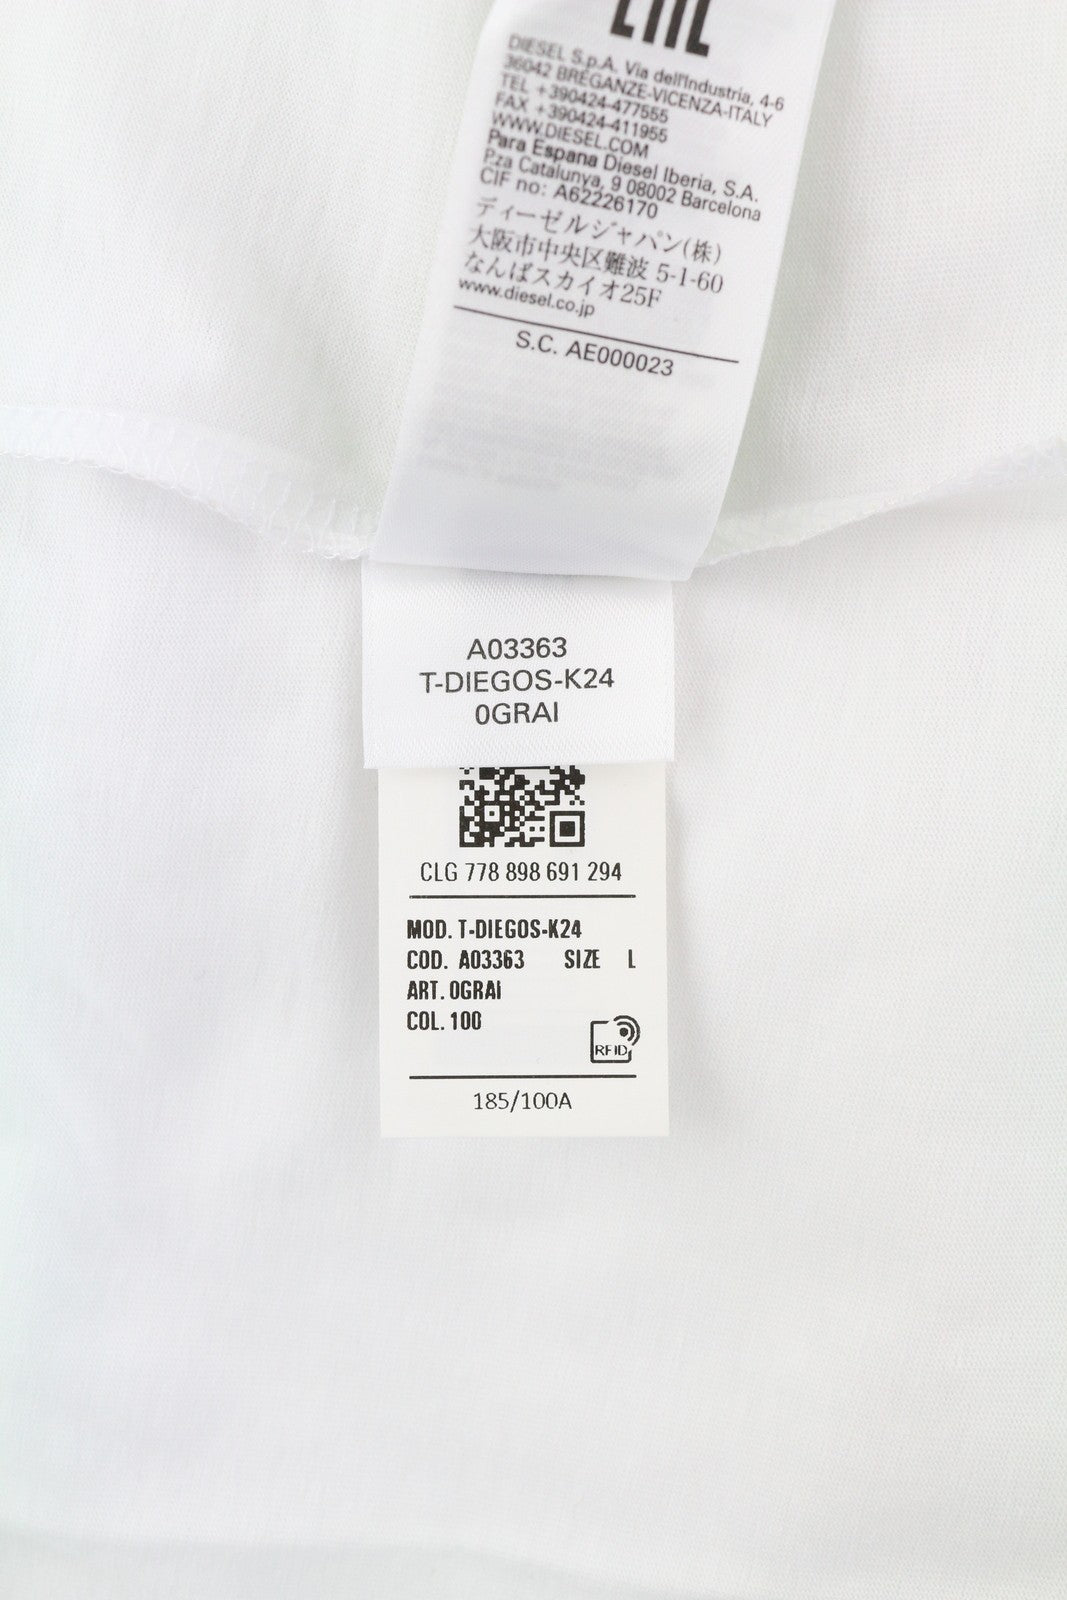 EAC
DIESEL S.p.A. Via dell'Industria, 4-6
36042 BREGANZE-VICENZA-ITALY
TEL +390424-477555
FAX +390424-411955
WWW.DIESEL.COM
Para Espana Diesel Iberia, S.A.
Pza Catalunya, 9 08002 Barcelona
CIF no: A62226170
ディーゼルジャパン(株)
大阪市中央区難波 5-1-60
なんばスカイオ25F
www.diesel.co.jp
S.C. AE000023
A03363
T-DIEGOS-K24
0GRAI
CLG 778 898 691 294
MOD. T-DIEGOS-K24
COD. A03363 SIZE L
ART. 0GRAI
COL. 100
RFID
185/100A